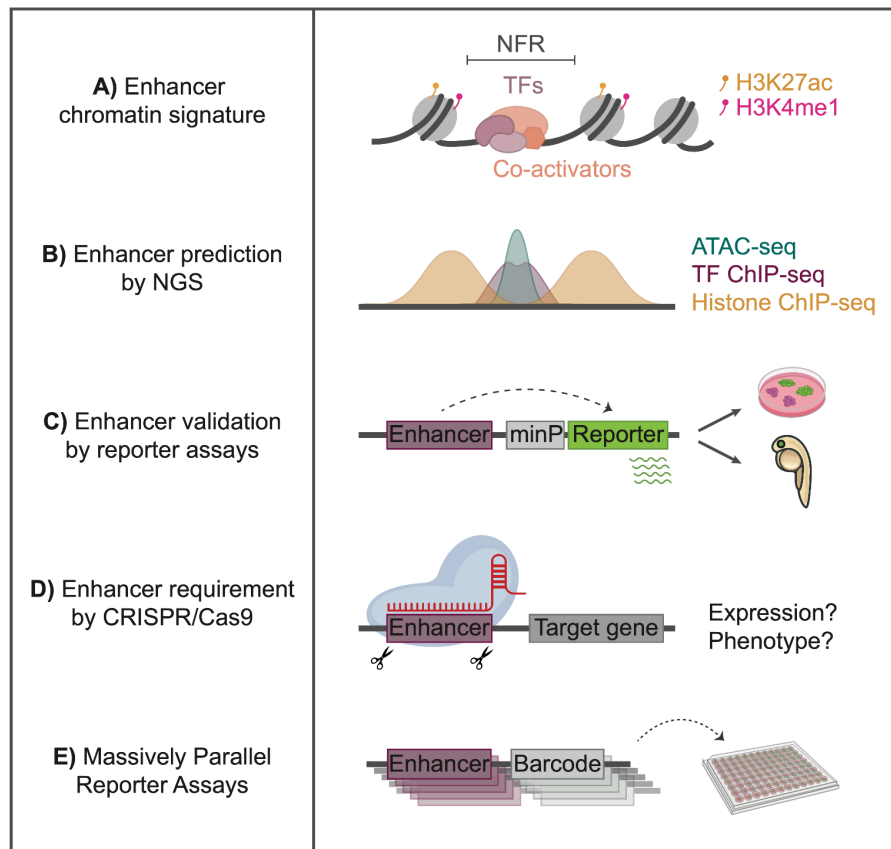 A) Enhancer
chromatin signature
NFR
TFs
Co-activators
H3K27ac
H3K4me1
B) Enhancer prediction
by NGS
ATAC-seq
TF ChIP-seq
Histone ChIP-seq
C) Enhancer validation
by reporter assays
Enhancer minP Reporter
D) Enhancer requirement
by CRISPR/Cas9
Enhancer Target gene
Expression?
Phenotype?
E) Massively Parallel
Reporter Assays
Enhancer Barcode